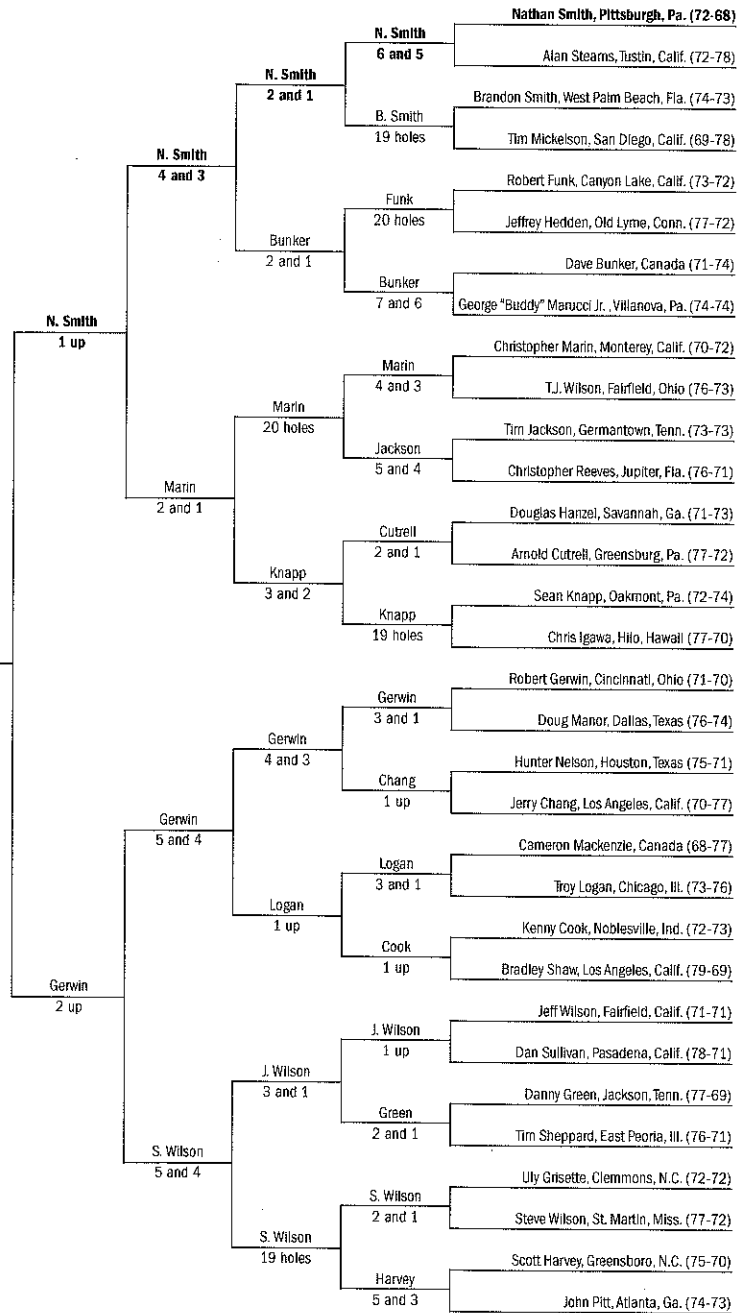 Nathan Smith, Pittsburgh, Pa. (72-68)
N. Smith
6 and 5
Alan Stearns, Tustin, Calif. (72-78)
N. Smith
2 and 1
Brandon Smith, West Palm Beach, Fla. (74-73)
B. Smith
19 holes
Tim Mickelson, San Diego, Calif. (69-78)
N. Smith
4 and 3
Robert Funk, Canyon Lake, Calif. (73-72)
Funk
20 holes
Jeffrey Hedden, Old Lyme, Conn. (77-72)
Bunker
2 and 1
Dave Bunker, Canada (71-74)
Bunker
7 and 6
George "Buddy" Marucci Jr., Villanova, Pa. (74-74)
N. Smith
1 up
Christopher Marin, Monterey, Calif. (70-72)
Marin
4 and 3
T.J. Wilson, Fairfield, Ohio (76-73)
Marin
20 holes
Tim Jackson, Germantown, Tenn. (73-73)
Jackson
5 and 4
Christopher Reeves, Jupiter, Fla. (76-71)
Marin
2 and 1
Douglas Hanzel, Savannah, Ga. (71-73)
Cutrell
2 and 1
Arnold Cutrell, Greensburg, Pa. (77-72)
Knapp
3 and 2
Sean Knapp, Oakmont, Pa. (72-74)
Knapp
19 holes
Chris Igawa, Hilo, Hawaii (77-70)
Robert Gerwin, Cincinnati, Ohio (71-70)
Gerwin
3 and 1
Doug Manor, Dallas, Texas (76-74)
Gerwin
4 and 3
Hunter Nelson, Houston, Texas (75-71)
Chang
1 up
Jerry Chang, Los Angeles, Calif. (70-77)
Gerwin
5 and 4
Cameron Mackenzie, Canada (68-77)
Logan
3 and 1
Troy Logan, Chicago, Ill. (73-76)
Logan
1 up
Kenny Cook, Noblesville, Ind. (72-73)
Cook
1 up
Bradley Shaw, Los Angeles, Calif. (79-69)
Gerwin
2 up
Jeff Wilson, Fairfield, Calif. (71-71)
J. Wilson
1 up
Dan Sullivan, Pasadena, Calif. (78-71)
J. Wilson
3 and 1
Danny Green, Jackson, Tenn. (77-69)
Green
2 and 1
Tim Sheppard, East Peoria, Ill. (76-71)
S. Wilson
5 and 4
Uly Grisette, Clemmons, N.C. (72-72)
S. Wilson
2 and 1
Steve Wilson, St. Martin, Miss. (77-72)
S. Wilson
19 holes
Scott Harvey, Greensboro, N.C. (75-70)
Harvey
5 and 3
John Pitt, Atlanta, Ga. (74-73)